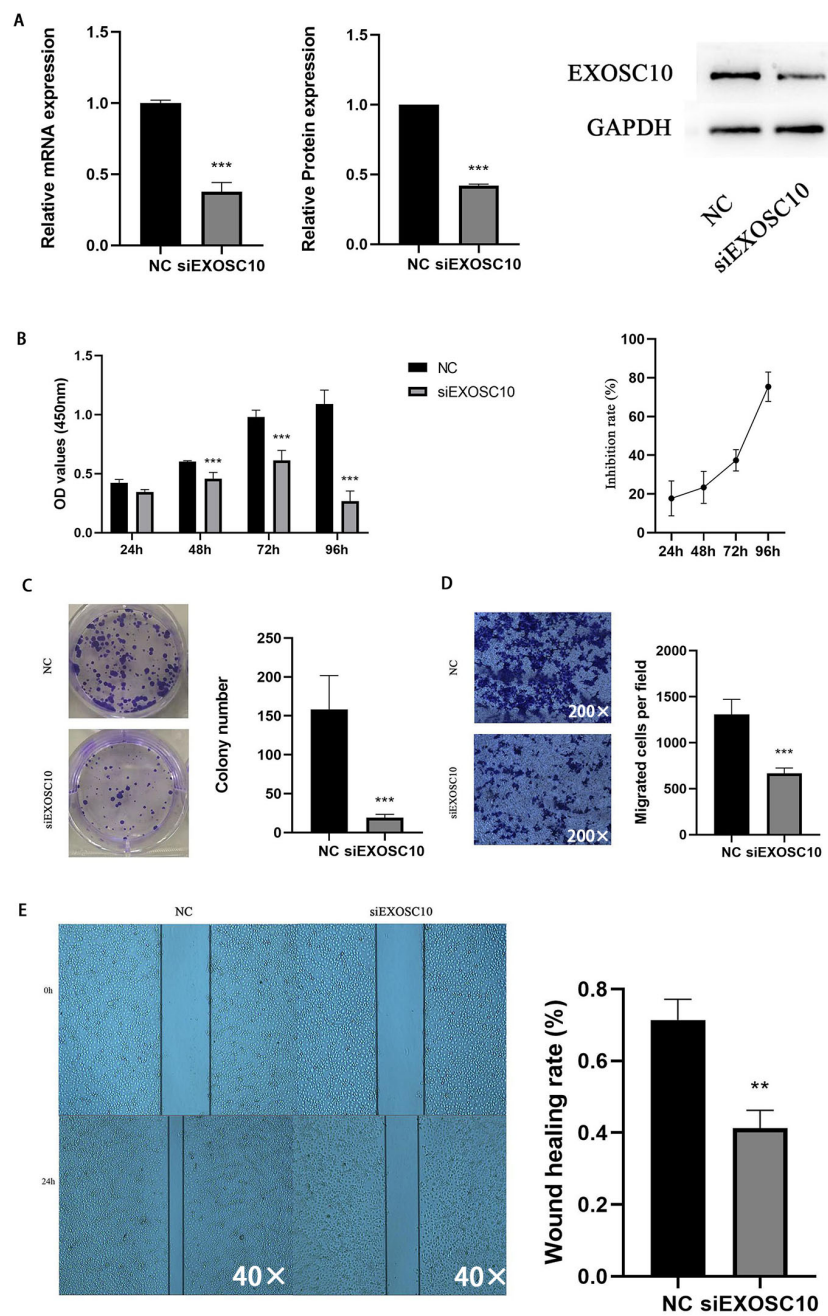 A
Relative mRNA expression
1.5
1.0
0.5
0.0
***
NC siEXOSC10
Relative Protein expression
1.5
1.0
0.5
0.0
***
NC siEXOSC10
EXOSC10
GAPDH
NC
siEXOSC10
B
OD values (450nm)
1.5
1.0
0.5
0.0
***
***
***
24h 48h 72h 96h
NC
siEXOSC10
Inhibition rate (%)
100
80
60
40
20
0
24h 48h 72h 96h
C
NC
siEXOSC10
Colony number
250
200
150
100
50
0
***
NC siEXOSC10
D
NC
200×
siEXOSC10
200×
Migrated cells per field
2000
1500
1000
500
0
***
NC siEXOSC10
E
NC siEXOSC10
0h
24h
40× 40×
Wound healing rate (%)
0.8
0.6
0.4
0.2
0.0
**
NC siEXOSC10